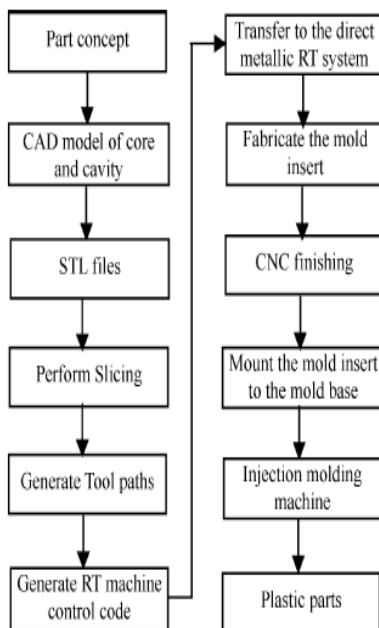 Part concept
CAD model of core
and cavity
STL files
Perform Slicing
Generate Tool paths
Generate RT machine
control code
Transfer to the direct
metallic RT system
Fabricate the mold
insert
CNC finishing
Mount the mold insert
to the mold base
Injection molding
machine
Plastic parts